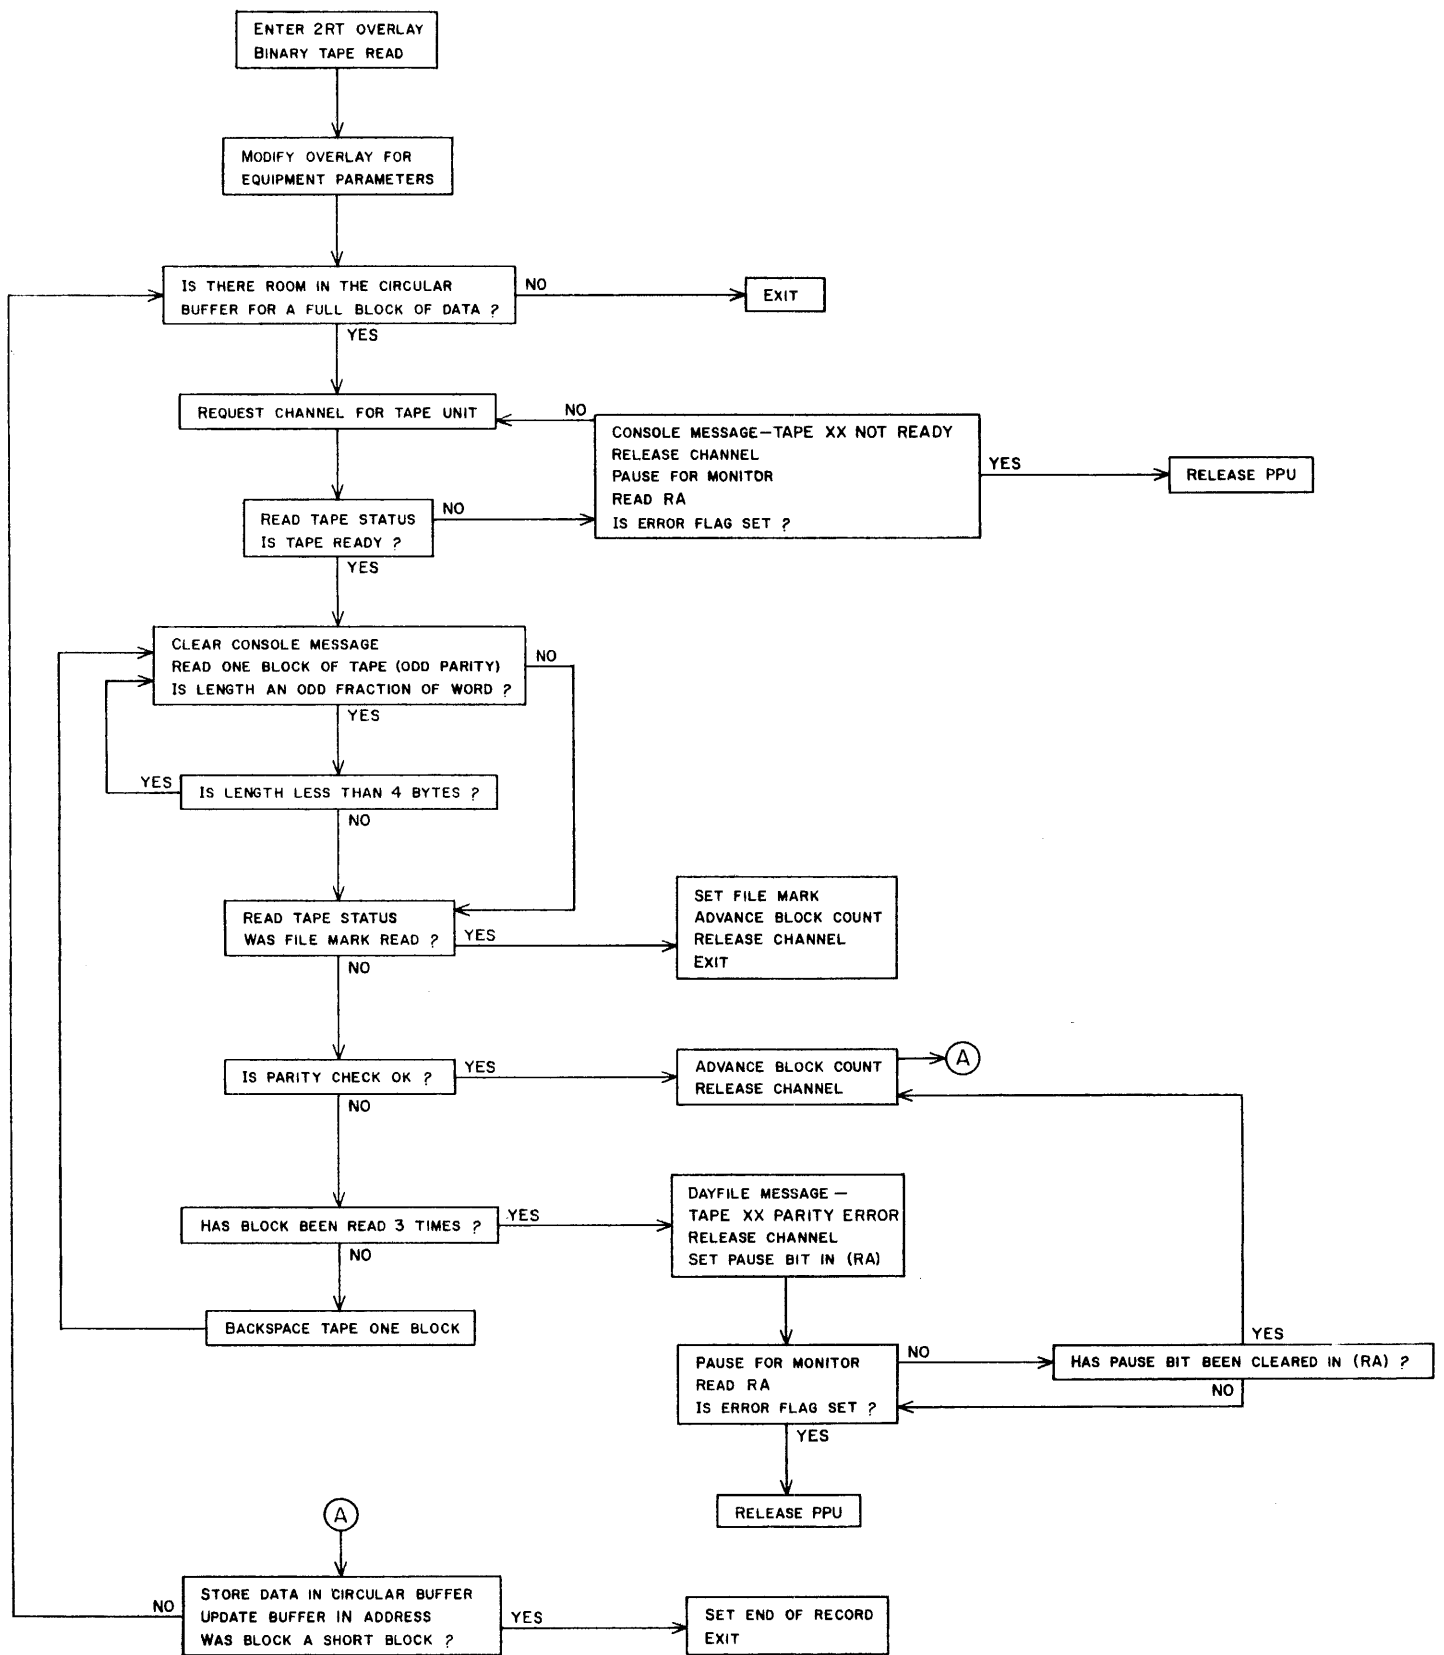 ENTER 2RT OVERLAY
BINARY TAPE READ
MODIFY OVERLAY FOR
EQUIPMENT PARAMETERS
IS THERE ROOM IN THE CIRCULAR
BUFFER FOR A FULL BLOCK OF DATA ?
NO
EXIT
YES
REQUEST CHANNEL FOR TAPE UNIT
NO
CONSOLE MESSAGE—TAPE XX NOT READY
RELEASE CHANNEL
PAUSE FOR MONITOR
READ RA
IS ERROR FLAG SET ?
YES
RELEASE PPU
READ TAPE STATUS
IS TAPE READY ?
NO
YES
CLEAR CONSOLE MESSAGE
READ ONE BLOCK OF TAPE (ODD PARITY)
IS LENGTH AN ODD FRACTION OF WORD ?
NO
YES
YES
IS LENGTH LESS THAN 4 BYTES ?
NO
READ TAPE STATUS
WAS FILE MARK READ ?
YES
SET FILE MARK
ADVANCE BLOCK COUNT
RELEASE CHANNEL
EXIT
NO
IS PARITY CHECK OK ?
YES
ADVANCE BLOCK COUNT
RELEASE CHANNEL
A
NO
HAS BLOCK BEEN READ 3 TIMES ?
YES
DAYFILE MESSAGE —
TAPE XX PARITY ERROR
RELEASE CHANNEL
SET PAUSE BIT IN (RA)
NO
BACKSPACE TAPE ONE BLOCK
PAUSE FOR MONITOR
READ RA
IS ERROR FLAG SET ?
NO
YES
HAS PAUSE BIT BEEN CLEARED IN (RA) ?
NO
YES
RELEASE PPU
A
STORE DATA IN CIRCULAR BUFFER
UPDATE BUFFER IN ADDRESS
WAS BLOCK A SHORT BLOCK ?
NO
YES
SET END OF RECORD
EXIT